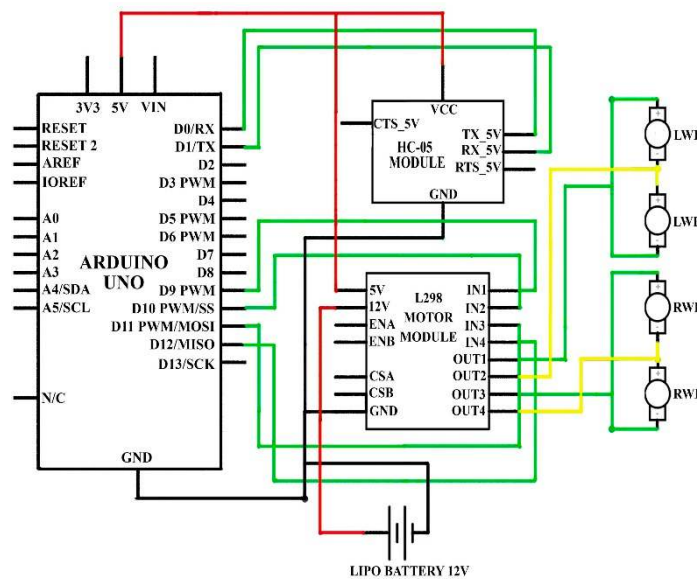 3V3 5V VIN
RESET
RESET 2
AREF
IOREF
A0
A1
A2
A3
A4/SDA
A5/SCL
N/C
ARDUINO
UNO
D0/RX
D1/TX
D2
D3 PWM
D4
D5 PWM
D6 PWM
D7
D8
D9 PWM
D10 PWM/SS
D11 PWM/MOSI
D12/MISO
D13/SCK
GND
VCC
CTS_5V
HC-05
MODULE
TX_5V
RX_5V
RTS_5V
GND
5V
12V
ENA
ENB
CSA
CSB
GND
L298
MOTOR
MODULE
IN1
IN2
IN3
IN4
OUT1
OUT2
OUT3
OUT4
LIPO BATTERY 12V